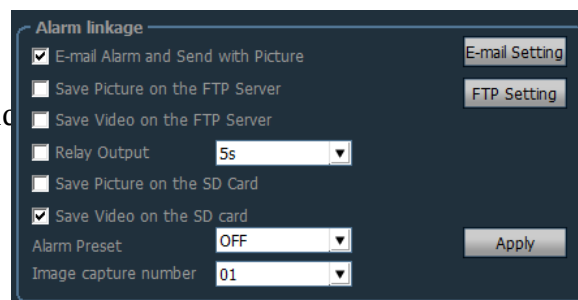 Alarm linkage
E-mail Alarm and Send with Picture E-mail Setting
Save Picture on the FTP Server FTP Setting
Save Video on the FTP Server
Relay Output 5s
Save Picture on the SD Card
Save Video on the SD card
Alarm Preset OFF Apply
Image capture number 01